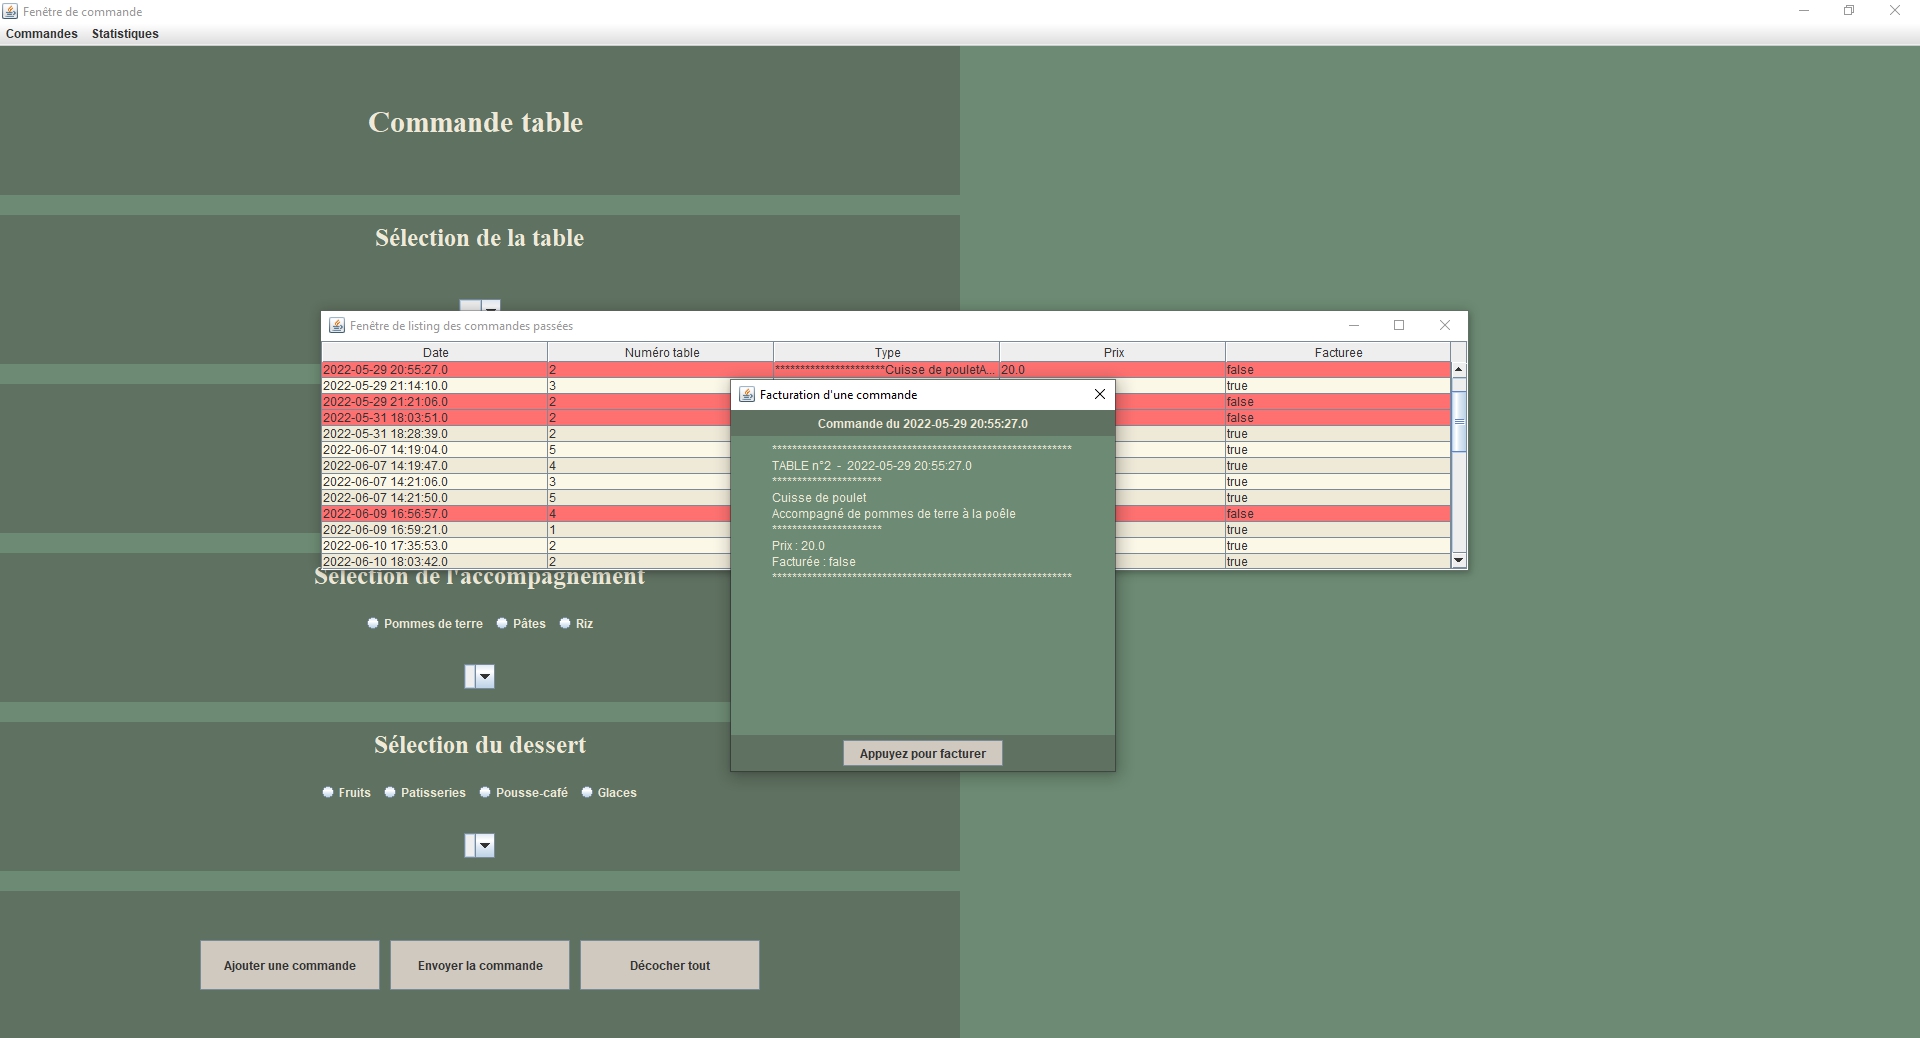 Fenêtre de commande
Commandes Statistiques
Commande table
Sélection de la table
Fenêtre de listing des commandes passées
Date Numéro table Type Prix Facturee
2022-05-29 20:55:27.0 2 **********************Cuisse de pouletA... 20.0 false
2022-05-29 21:14:10.0 3 true
2022-05-29 21:21:06.0 2 false
2022-05-31 18:03:51.0 2 false
2022-05-31 18:28:39.0 2 true
2022-06-07 14:19:04.0 5 true
2022-06-07 14:19:47.0 4 true
2022-06-07 14:21:06.0 3 true
2022-06-07 14:21:50.0 5 true
2022-06-09 16:56:57.0 4 false
2022-06-09 16:59:21.0 1 true
2022-06-10 17:35:53.0 2 true
2022-06-10 18:03:42.0 2 true
Facturation d'une commande
Commande du 2022-05-29 20:55:27.0
************************************************************
TABLE n°2 - 2022-05-29 20:55:27.0
**********************
Cuisse de poulet
Accompagné de pommes de terre à la poêle
**********************
Prix : 20.0
Facturée : false
************************************************************
Appuyez pour facturer
Sélection de l'accompagnement
Pommes de terre Pâtes Riz
Sélection du dessert
Fruits Patisseries Pousse-café Glaces
Ajouter une commande Envoyer la commande Décocher tout